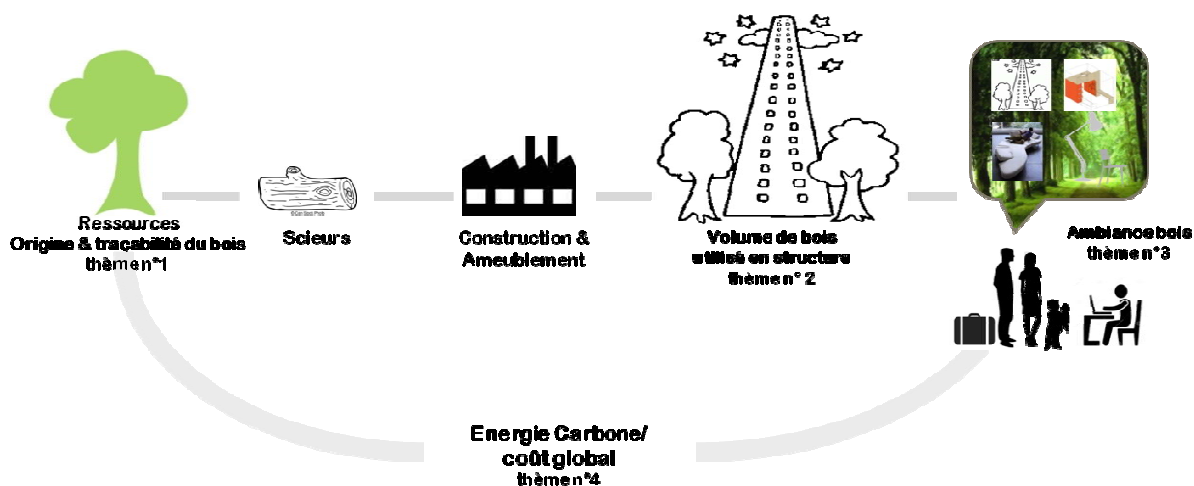 Ressources
Origine & traçabilité du bois
thème n°1
Scieurs
Construction &
Ameublement
Volume de bois
utilisé en structure
thème n° 2
Ambiance bois
thème n°3
Energie Carbone/
coût global
thème n°4